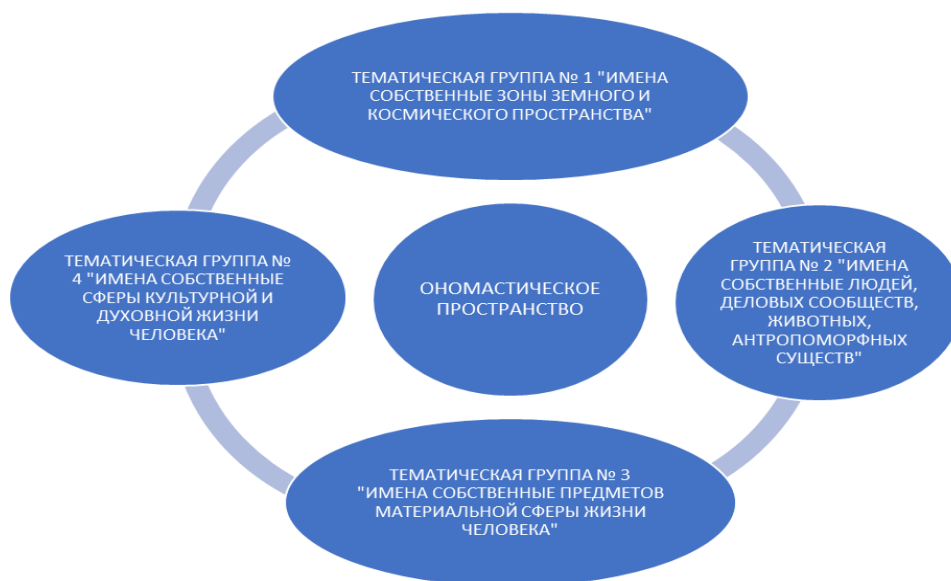 ТЕМАТИЧЕСКАЯ ГРУППА № 1 "ИМЕНА
СОБСТВЕННЫЕ ЗОНЫ ЗЕМНОГО И
КОСМИЧЕСКОГО ПРОСТРАНСТВА"
ТЕМАТИЧЕСКАЯ
ГРУППА № 2 "ИМЕНА
СОБСТВЕННЫЕ ЛЮДЕЙ,
ДЕЛОВЫХ СООБЩЕСТВ,
ЖИВОТНЫХ,
АНТРОПОМОРФНЫХ
СУЩЕСТВ"
ТЕМАТИЧЕСКАЯ ГРУППА № 3
"ИМЕНА СОБСТВЕННЫЕ ПРЕДМЕТОВ
МАТЕРИАЛЬНОЙ СФЕРЫ ЖИЗНИ
ЧЕЛОВЕКА"
ТЕМАТИЧЕСКАЯ ГРУППА №
4 "ИМЕНА СОБСТВЕННЫЕ
СФЕРЫ КУЛЬТУРНОЙ И
ДУХОВНОЙ ЖИЗНИ
ЧЕЛОВЕКА"
ОНОМАСТИЧЕСКОЕ
ПРОСТРАНСТВО